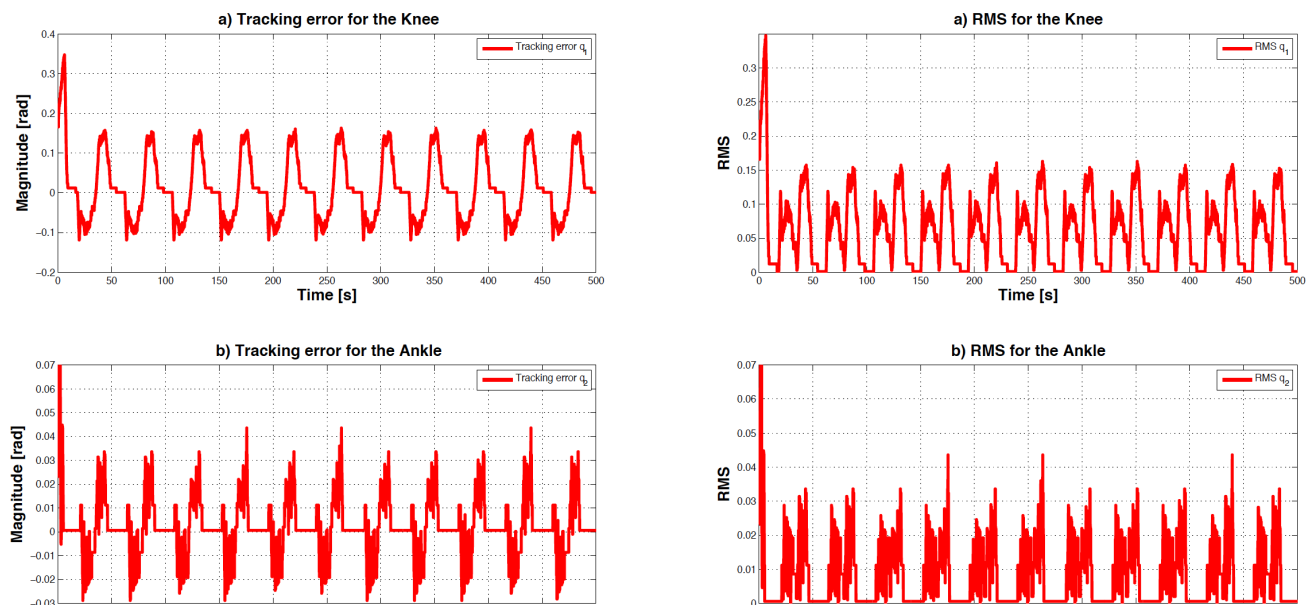 a) Tracking error for the Knee
0.4
0.3
0.2
0.1
0
-0.1
-0.2
Magnitude [rad]
Tracking error q1
0 50 100 150 200 250 300 350 400 450 500
Time [s]
a) RMS for the Knee
0.35
0.3
0.25
0.2
0.15
0.1
0.05
0
RMS
RMS q1
0 50 100 150 200 250 300 350 400 450 500
Time [s]
b) Tracking error for the Ankle
0.07
0.06
0.05
0.04
0.03
0.02
0.01
0
-0.01
-0.02
-0.03
Magnitude [rad]
Tracking error q2
b) RMS for the Ankle
0.07
0.06
0.05
0.04
0.03
0.02
0.01
RMS
RMS q2